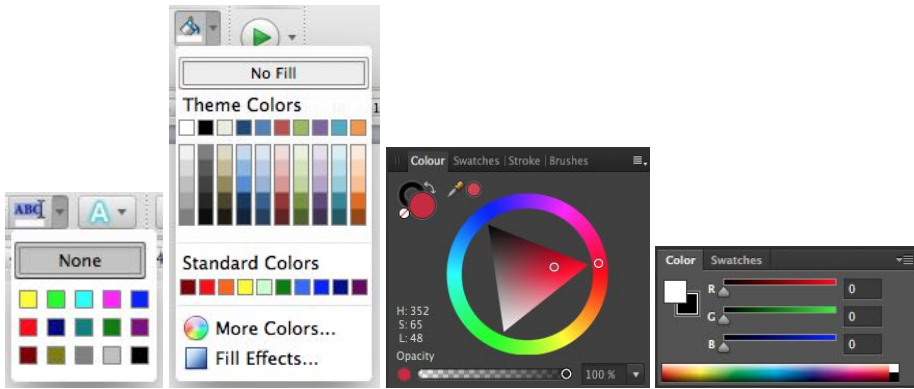 ABC
A
None
No Fill
Theme Colors
Standard Colors
More Colors...
Fill Effects...
Colour Swatches | Stroke | Brushes
H: 352
S: 65
L: 48
Opacity
100 %
Color Swatches
R 0
G 0
B 0